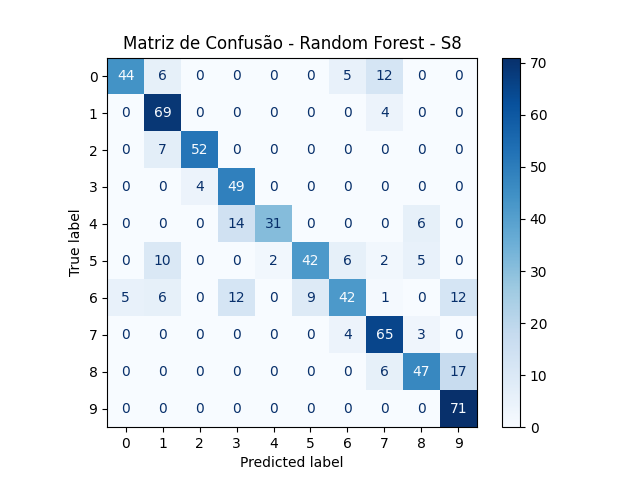 Matriz de Confusão - Random Forest - S8
0 44 6 0 0 0 0 5 12 0 0
1 0 69 0 0 0 0 0 4 0 0
2 0 7 52 0 0 0 0 0 0 0
3 0 0 4 49 0 0 0 0 0 0
4 0 0 0 14 31 0 0 0 6 0
5 0 10 0 0 2 42 6 2 5 0
6 5 6 0 12 0 9 42 1 0 12
7 0 0 0 0 0 0 4 65 3 0
8 0 0 0 0 0 0 0 6 47 17
9 0 0 0 0 0 0 0 0 0 71
0 1 2 3 4 5 6 7 8 9
Predicted label
True label
70
60
50
40
30
20
10
0